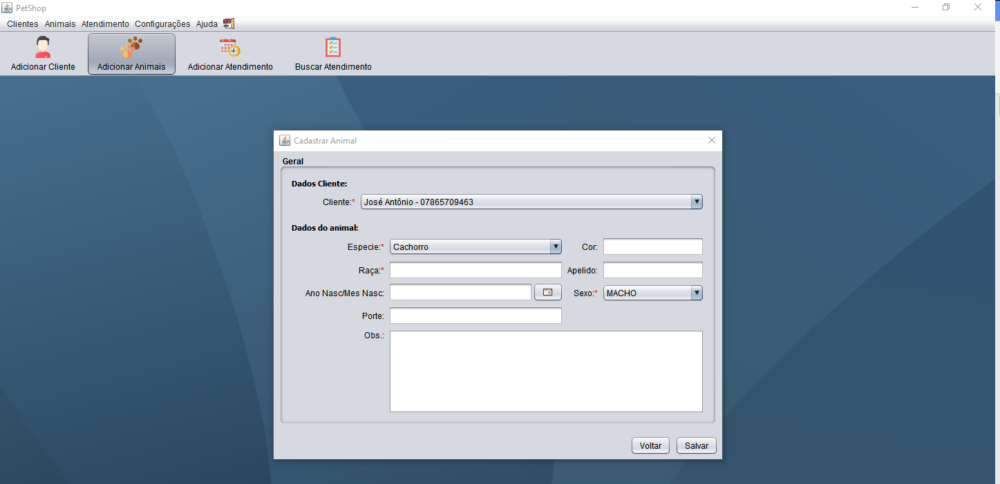 PetShop
Clientes Animais Atendimento Configurações Ajuda
Adicionar Cliente Adicionar Animais Adicionar Atendimento Buscar Atendimento
Cadastrar Animal
Geral
Dados Cliente:
Cliente:* José Antônio - 07865709463
Dados do animal:
Especie:* Cachorro Cor:
Raça:* Apelido:
Ano Nasc/Mes Nasc: Sexo:* MACHO
Porte:
Obs.:
Voltar Salvar